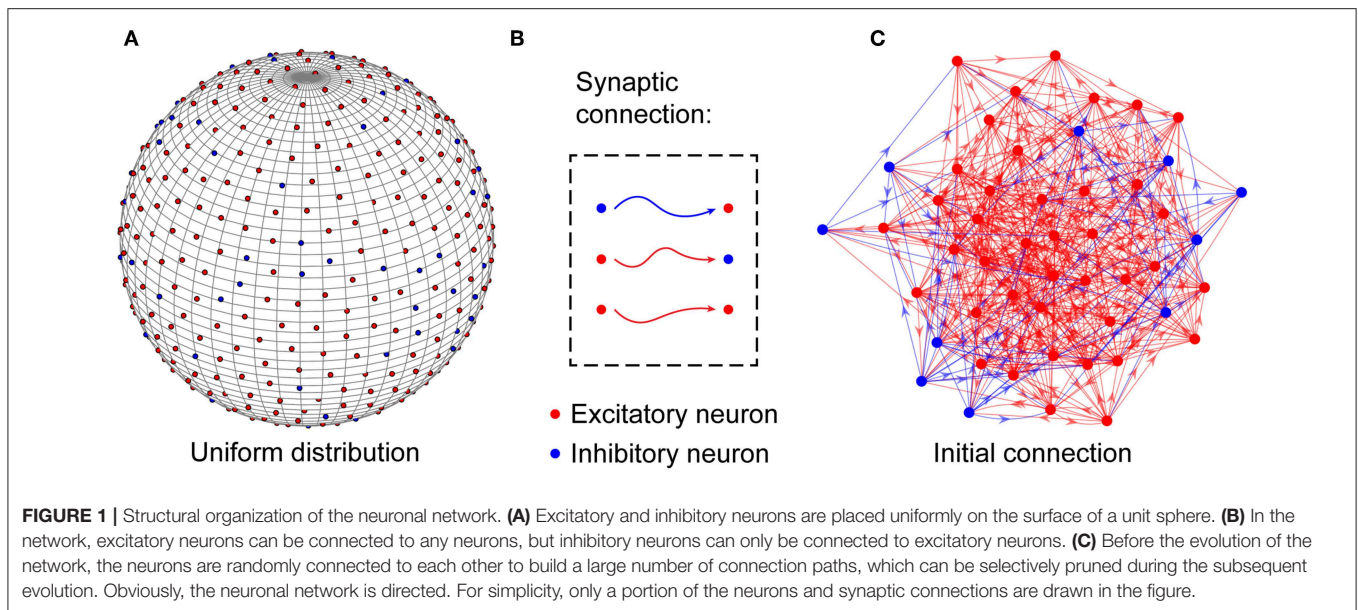 A
B
C
Synaptic
connection:
Excitatory neuron
Inhibitory neuron
Uniform distribution
Initial connection
FIGURE 1 | Structural organization of the neuronal network. (A) Excitatory and inhibitory neurons are placed uniformly on the surface of a unit sphere. (B) In the
network, excitatory neurons can be connected to any neurons, but inhibitory neurons can only be connected to excitatory neurons. (C) Before the evolution of the
network, the neurons are randomly connected to each other to build a large number of connection paths, which can be selectively pruned during the subsequent
evolution. Obviously, the neuronal network is directed. For simplicity, only a portion of the neurons and synaptic connections are drawn in the figure.